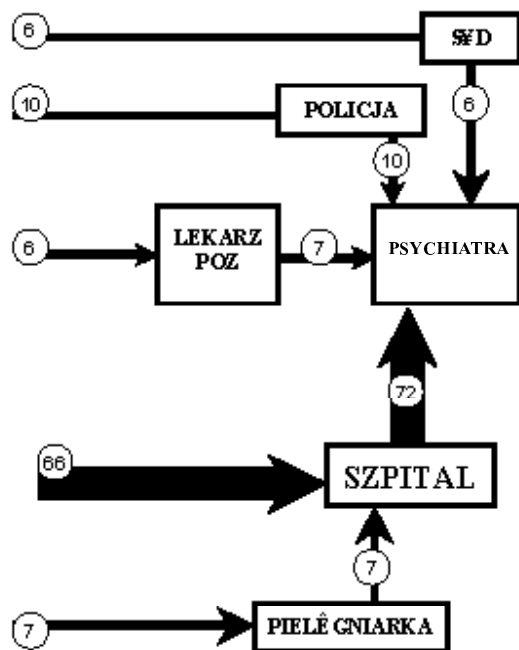 6
S¥D
10
POLICJA
6
10
6
LEKARZ
POZ
7
PSYCHIATRA
72
66
SZPITAL
7
7
PIELÊ GNIARKA